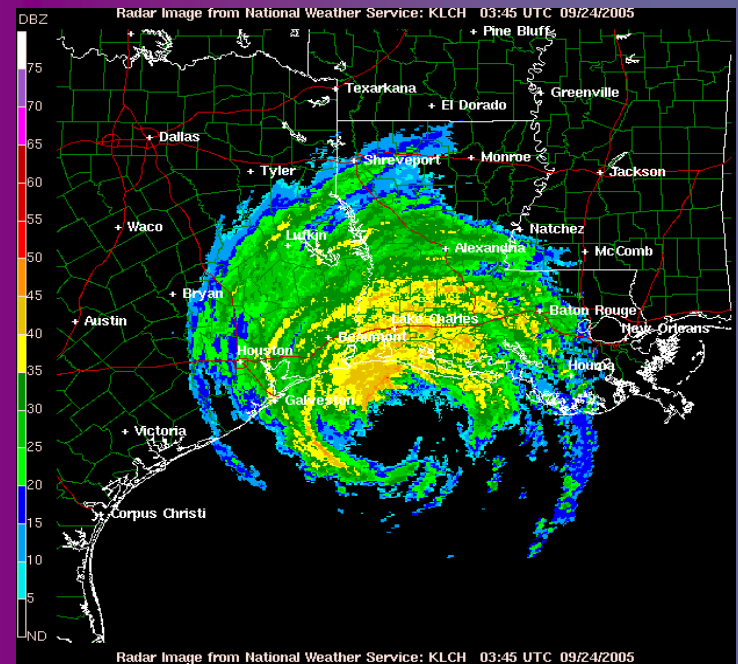 Radar Image from National Weather Service: KLCH 03:45 UTC 09/24/2005
DBZ
Pine Bluff
75
Texarkana
Greenville
70
El Dorado
65
Dallas
Shreveport
Monroe
60
Tyler
Jackson
55
Waco
Natchez
Lufkin
50
Alexandria
McComb
45
Bryan
Baton Rouge
40
Austin
Lake Charles
New Orleans
Beaumont
35
Houston
Houma
30
Galveston
25
Victoria
20
15
Corpus Christi
10
5
ND
Radar Image from National Weather Service: KLCH 03:45 UTC 09/24/2005